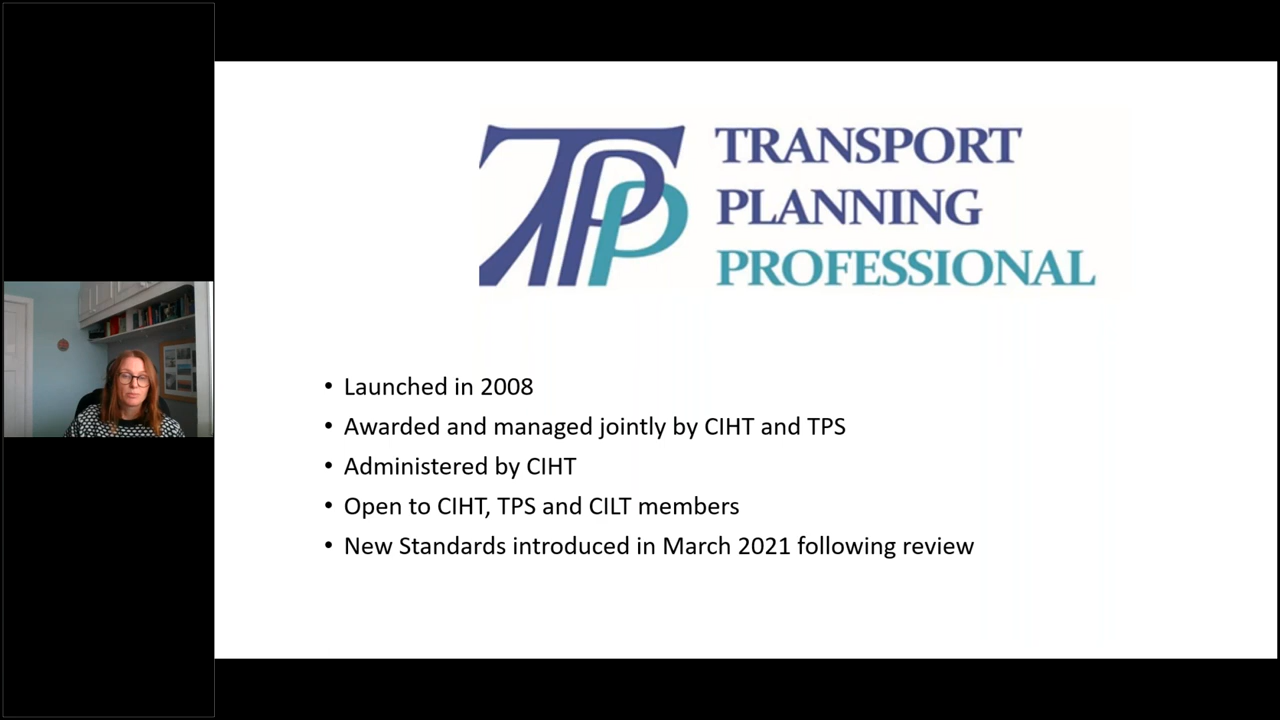 TPP
TRANSPORT
PLANNING
PROFESSIONAL
• Launched in 2008
• Awarded and managed jointly by CIHT and TPS
• Administered by CIHT
• Open to CIHT, TPS and CILT members
• New Standards introduced in March 2021 following review